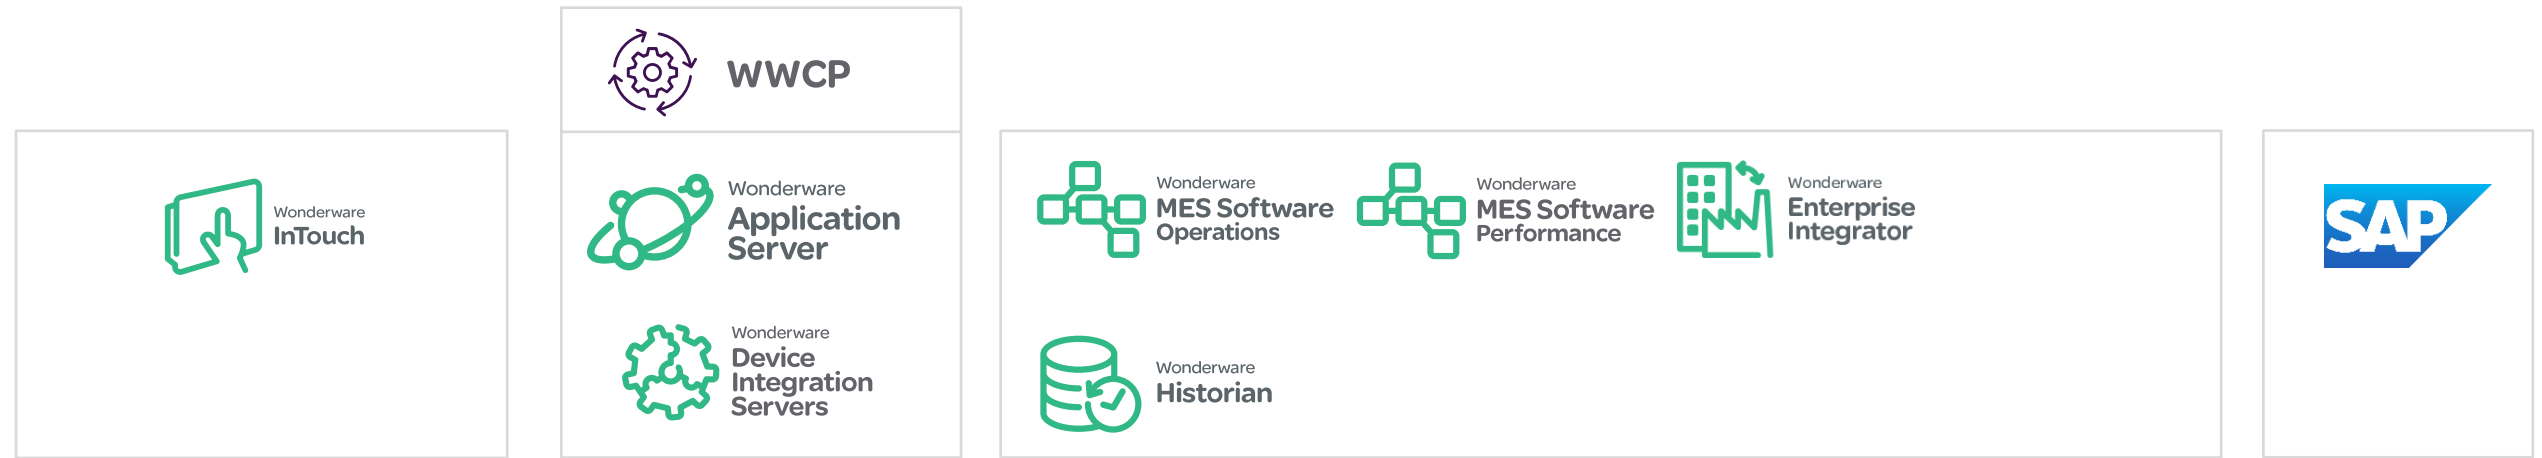 WWCP
Wonderware
InTouch
Wonderware
Application
Server
Wonderware
Device
Integration
Servers
Wonderware
MES Software
Operations
Wonderware
MES Software
Performance
Wonderware
Enterprise
Integrator
Wonderware
Historian
SAP